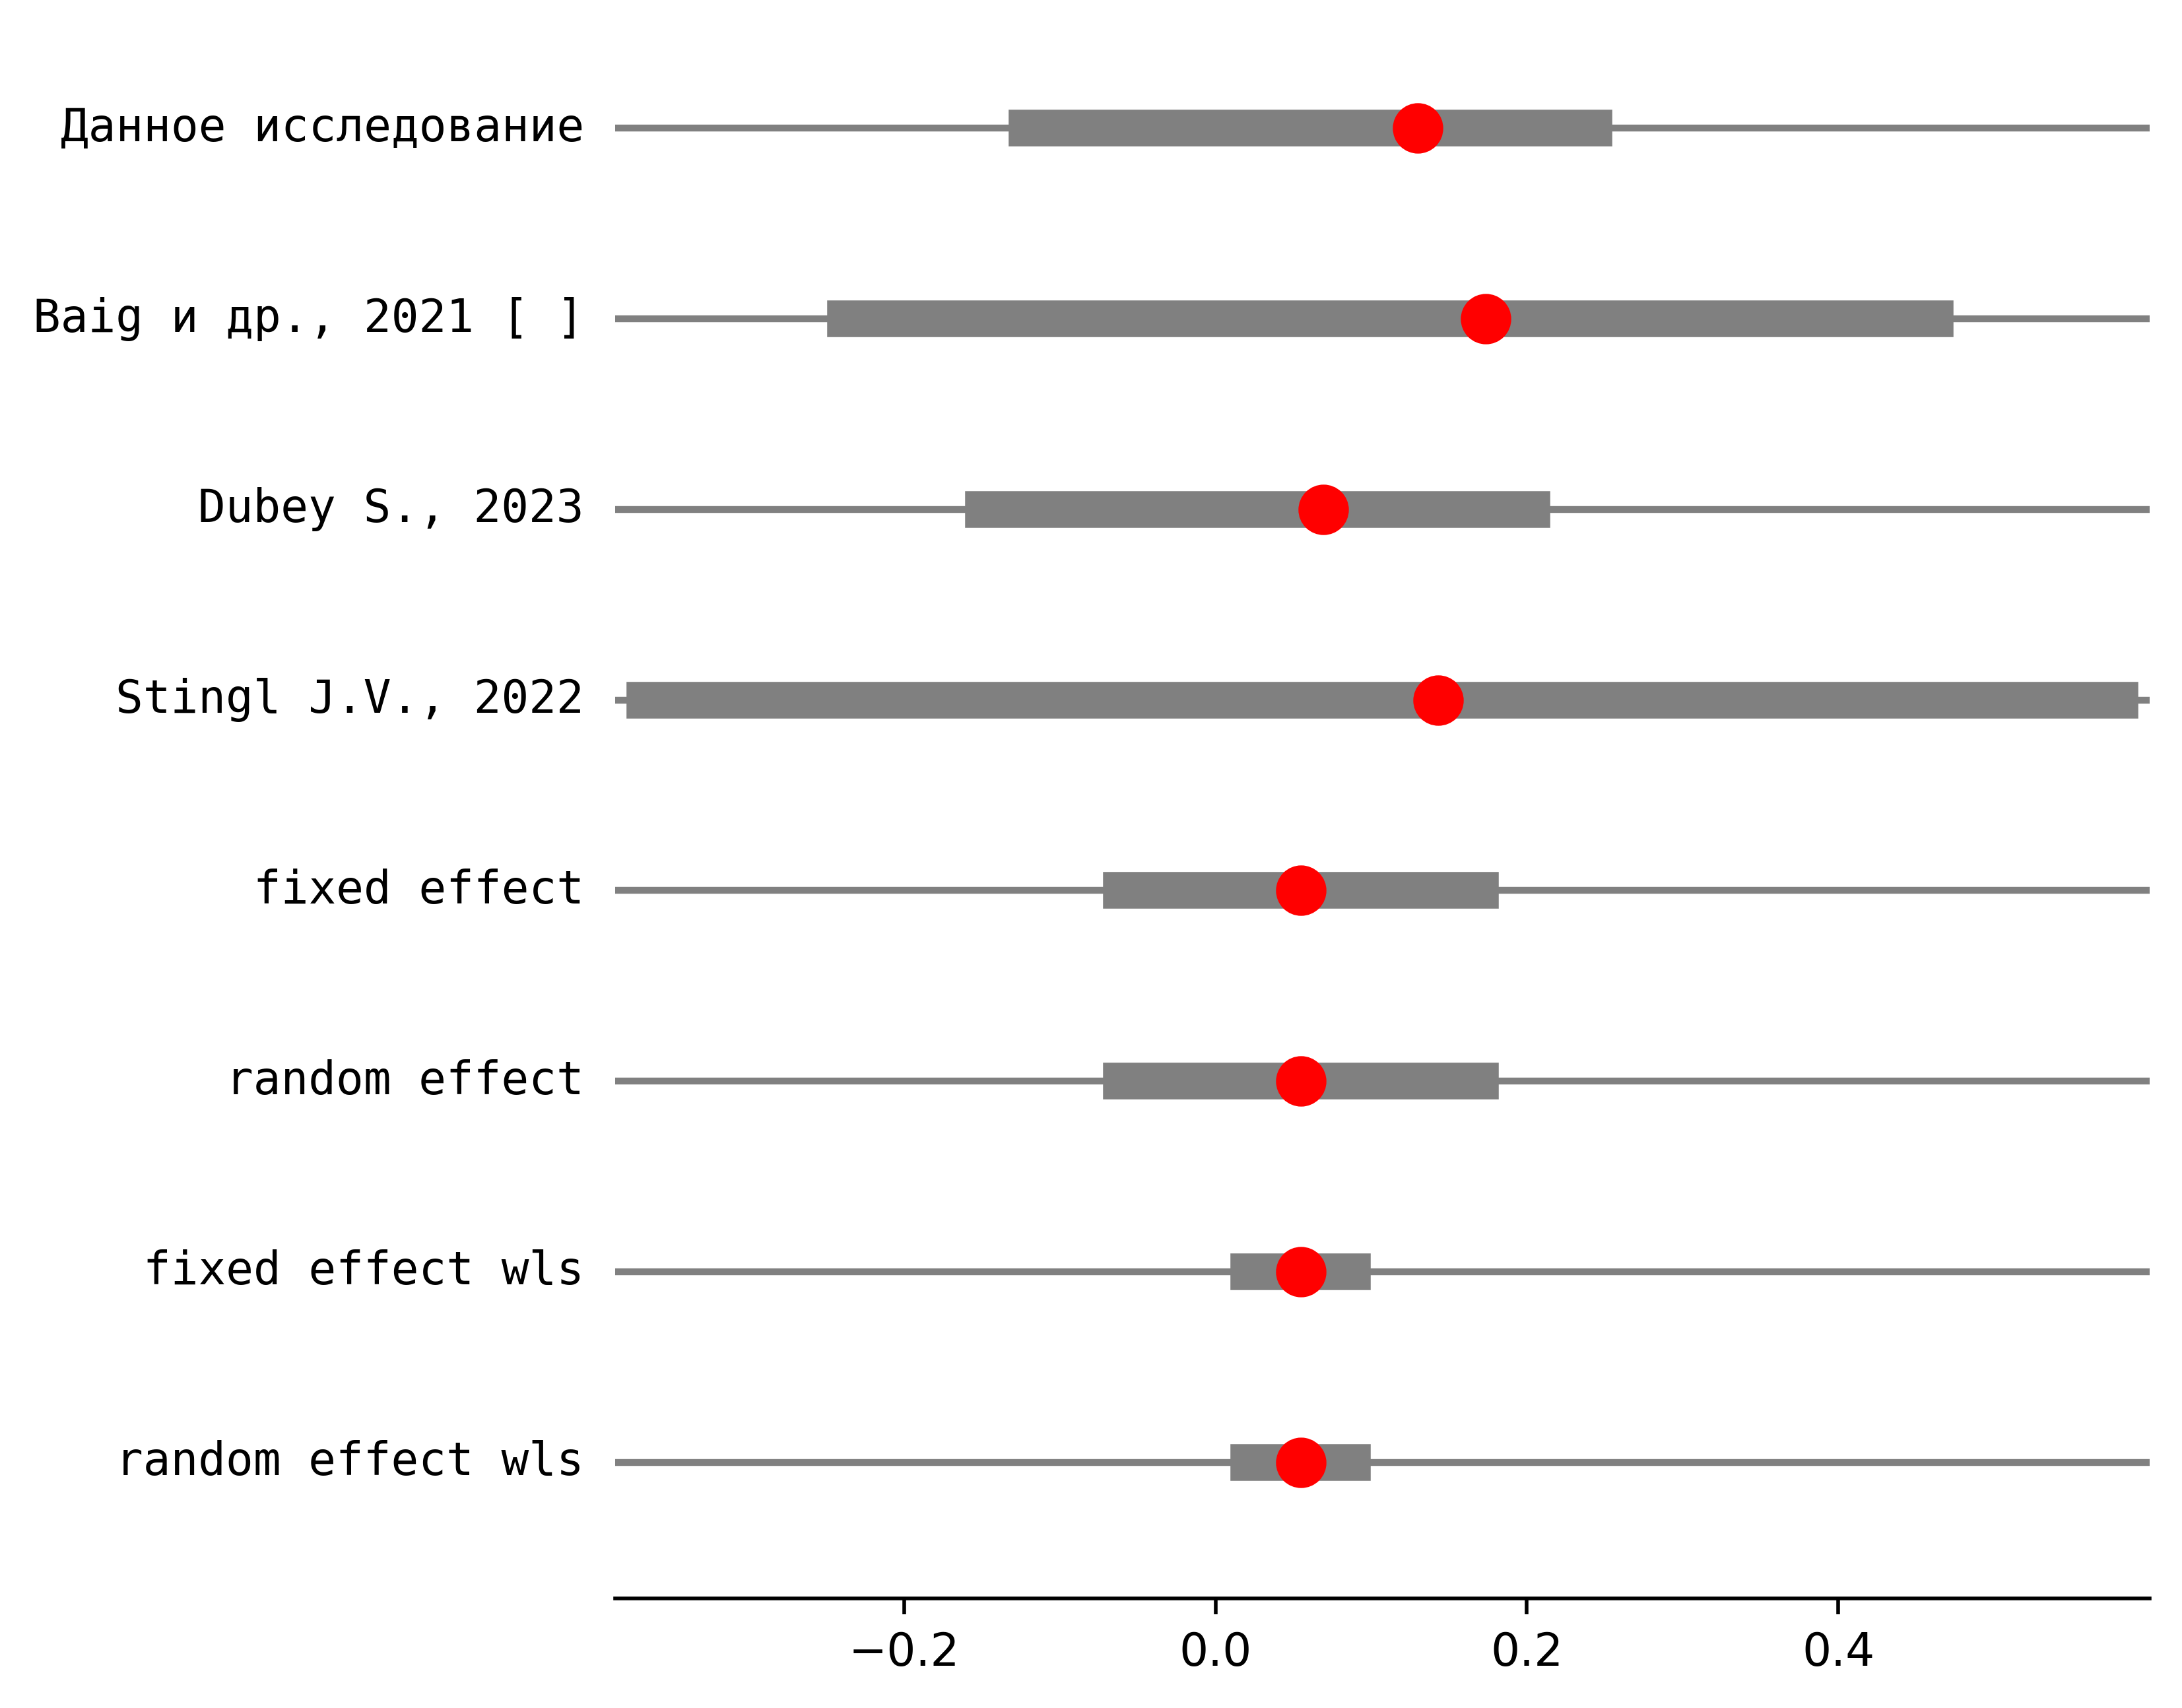 Данное исследование
Baig и др., 2021 [ ]
Dubey S., 2023
Stingl J.V., 2022
fixed effect
random effect
fixed effect wls
random effect wls
−0.2 0.0 0.2 0.4